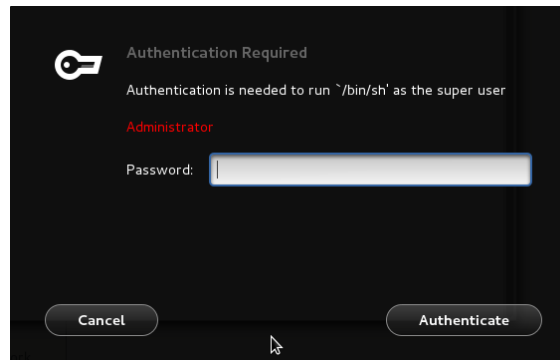 Authentication Required
Authentication is needed to run `/bin/sh' as the super user
Administrator
Password:
Cancel
Authenticate